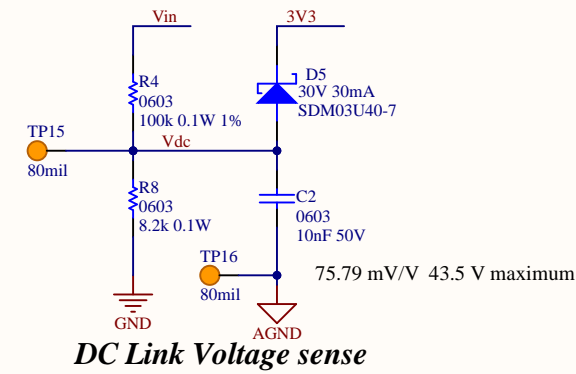 Vin
3V3
R4
0603
100k 0.1W 1%
D5
30V 30mA
SDM03U40-7
TP15
80mil
Vdc
R8
0603
8.2k 0.1W
C2
0603
10nF 50V
TP16
80mil
75.79 mV/V 43.5 V maximum
GND
AGND
DC Link Voltage sense